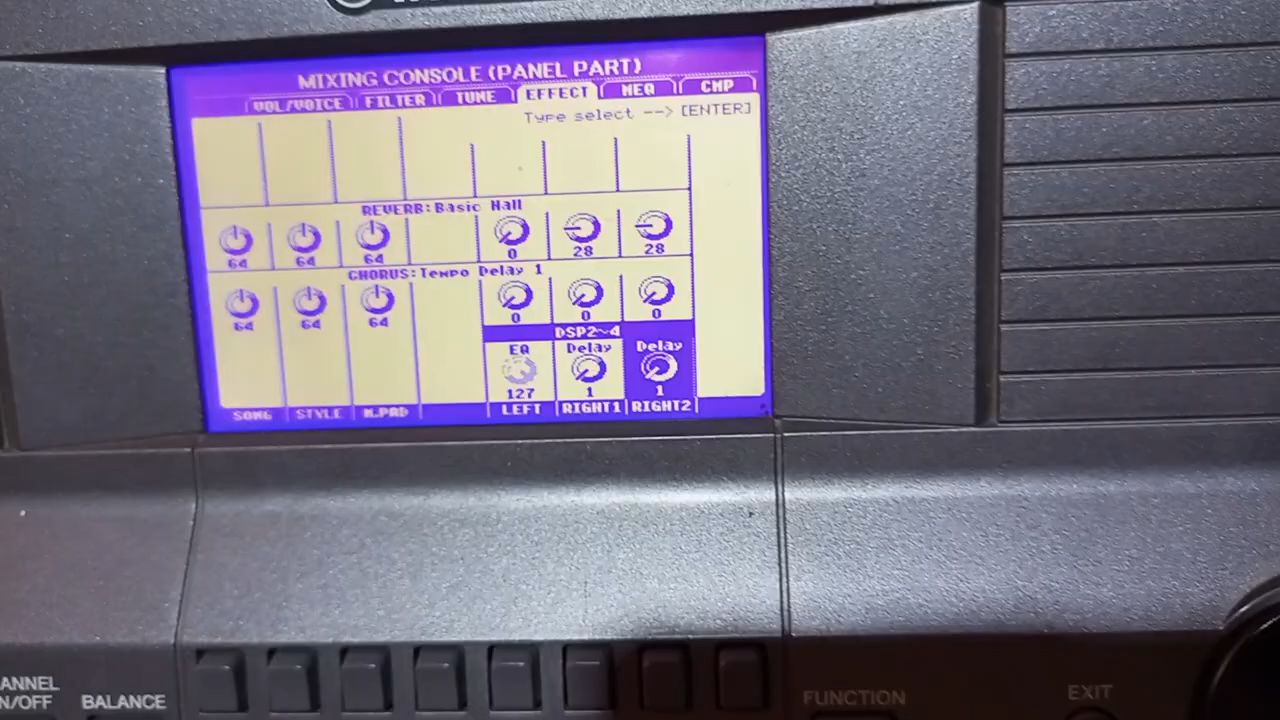 MIXING CONSOLE (PANEL PART)
VOL/VOICE FILTER TUNE EFFECT MEQ CMP
Type select --> [ENTER]
REVERB:Basic Hall
64 64 64 0 28 28
CHORUS:Tempo Delay 1
64 64 64 0 0 0
DSP2~4
EQ Delay Delay
127 1 1
SONG STYLE M.PAD LEFT RIGHT1 RIGHT2
ANNEL
N/OFF BALANCE FUNCTION EXIT